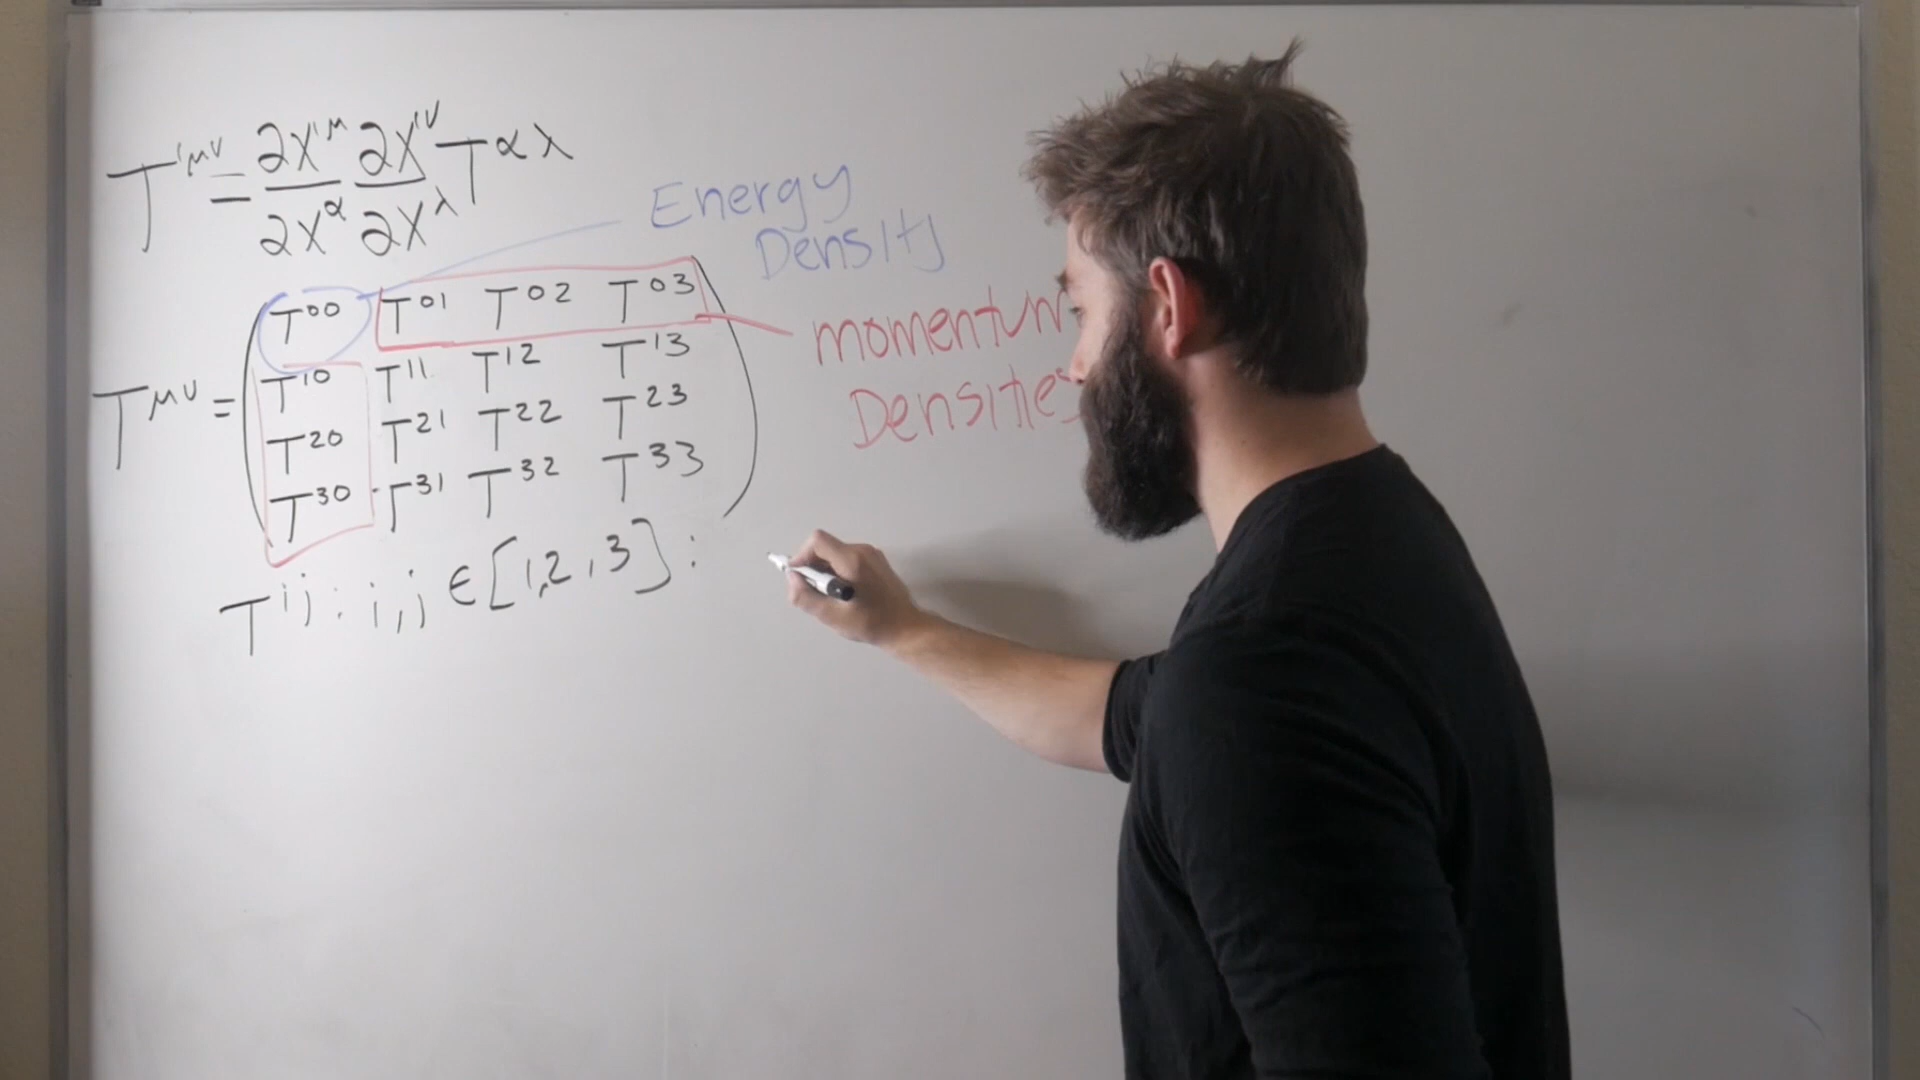 T'^μν = ∂x'^μ/∂x^α ∂x'^ν/∂x^λ T^αλ
Energy
Density
T^μν = (T^00 T^01 T^02 T^03
T^10 T^11 T^12 T^13
T^20 T^21 T^22 T^23
T^30 T^31 T^32 T^33)
momentum
Densities
T^ij : i,j ∈ [1,2,3] :